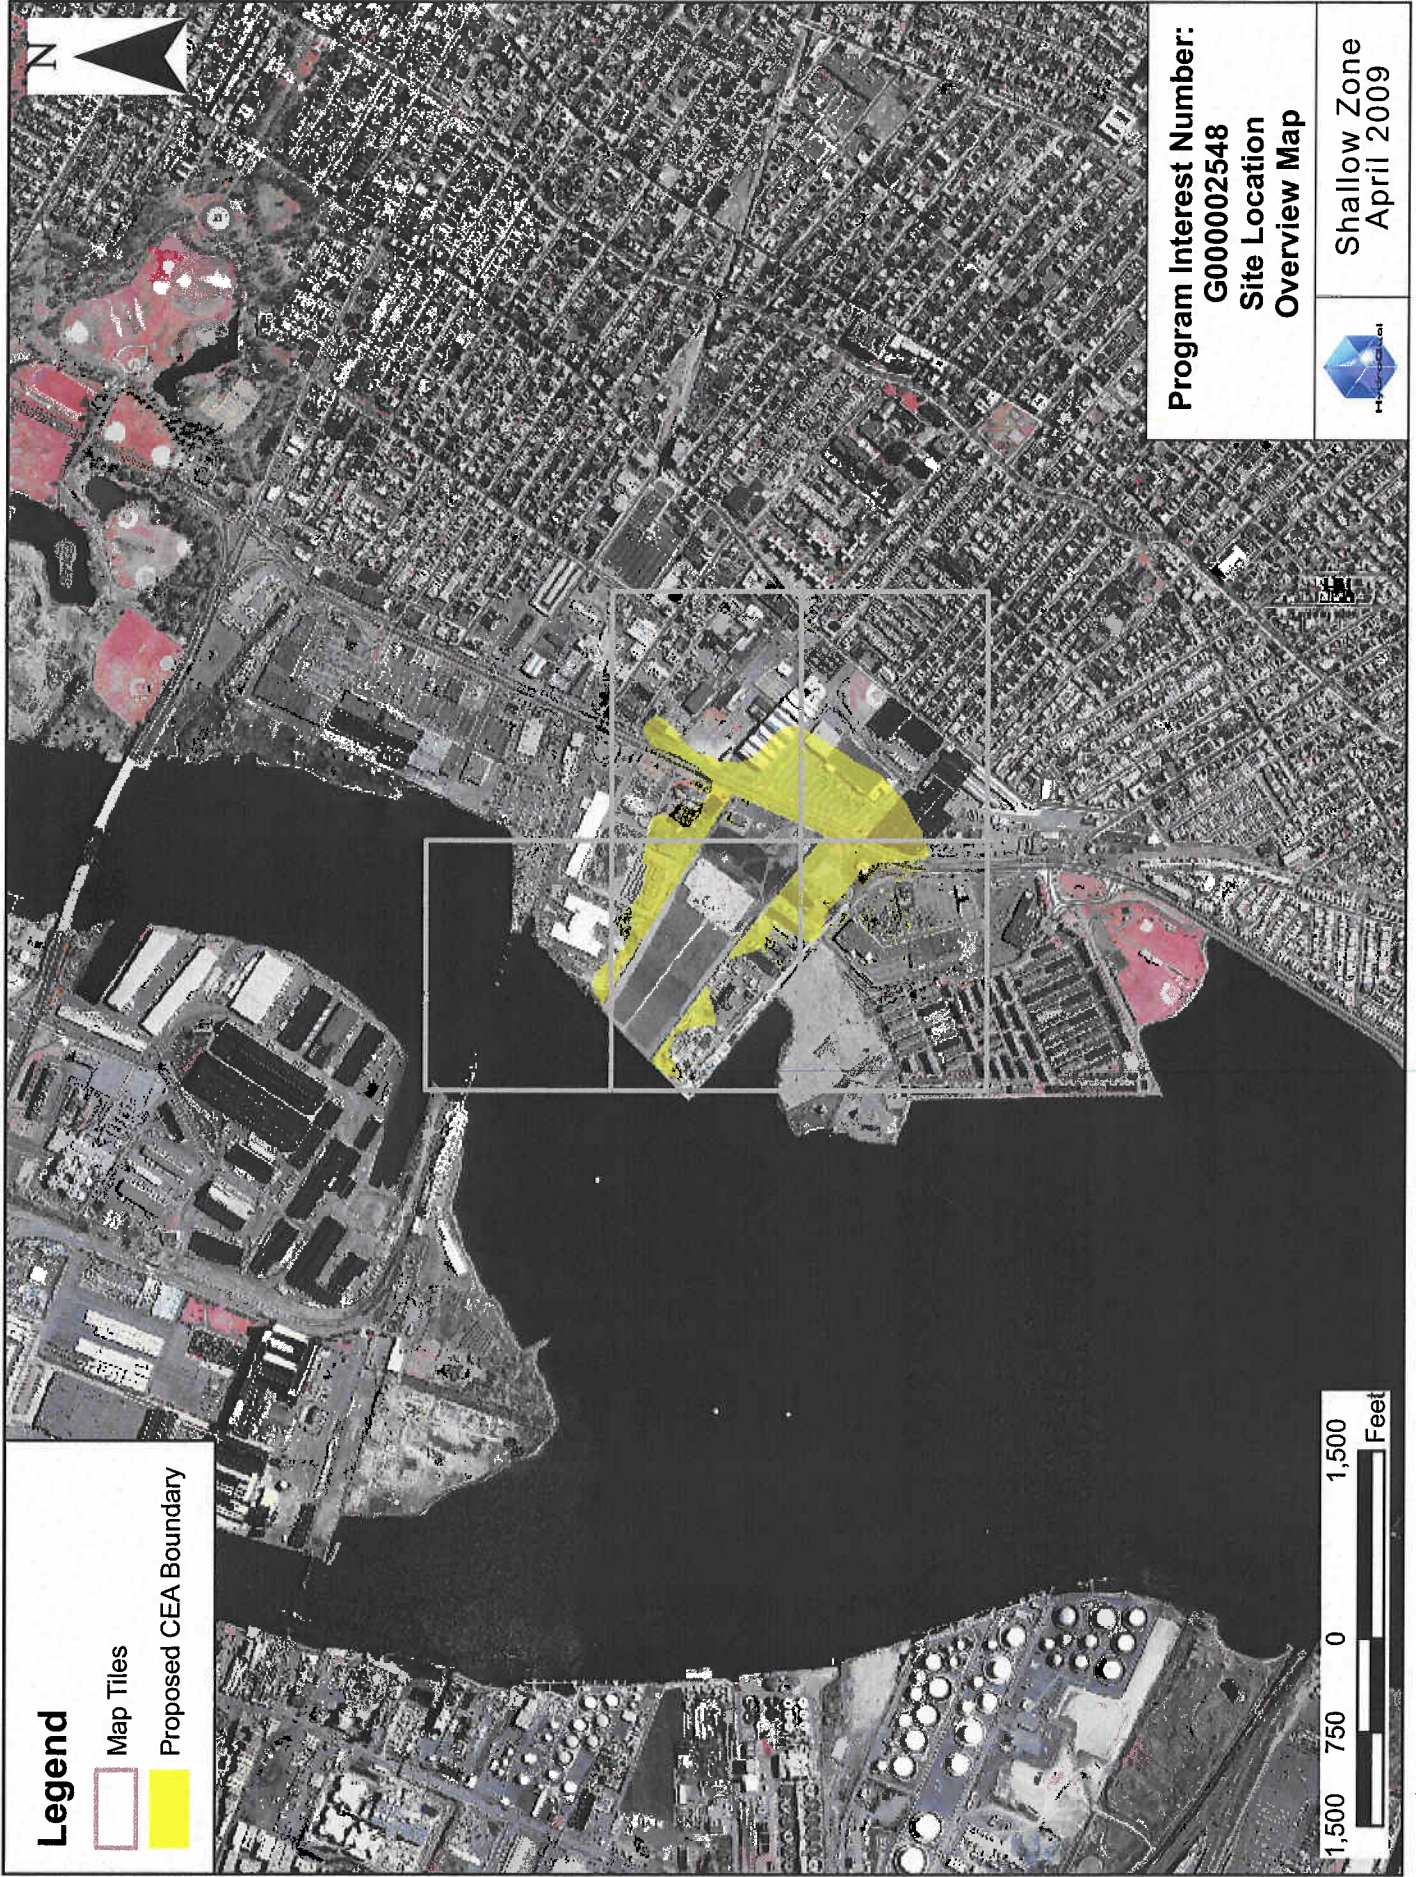 N
Legend
Map Tiles
Proposed CEA Boundary
1,500 750 0 1,500
Feet
Program Interest Number:
G000002548
Site Location
Overview Map
Shallow Zone
April 2009